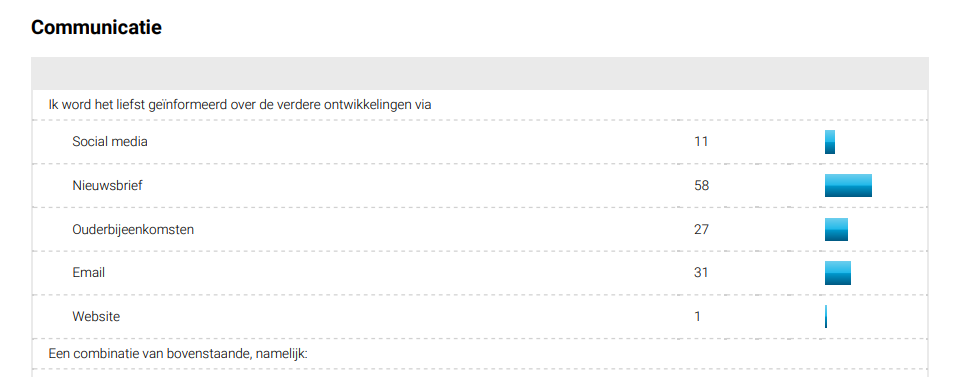 Communicatie
Ik word het liefst geïnformeerd over de verdere ontwikkelingen via
Social media 11
Nieuwsbrief 58
Ouderbijeenkomsten 27
Email 31
Website 1
Een combinatie van bovenstaande, namelijk: